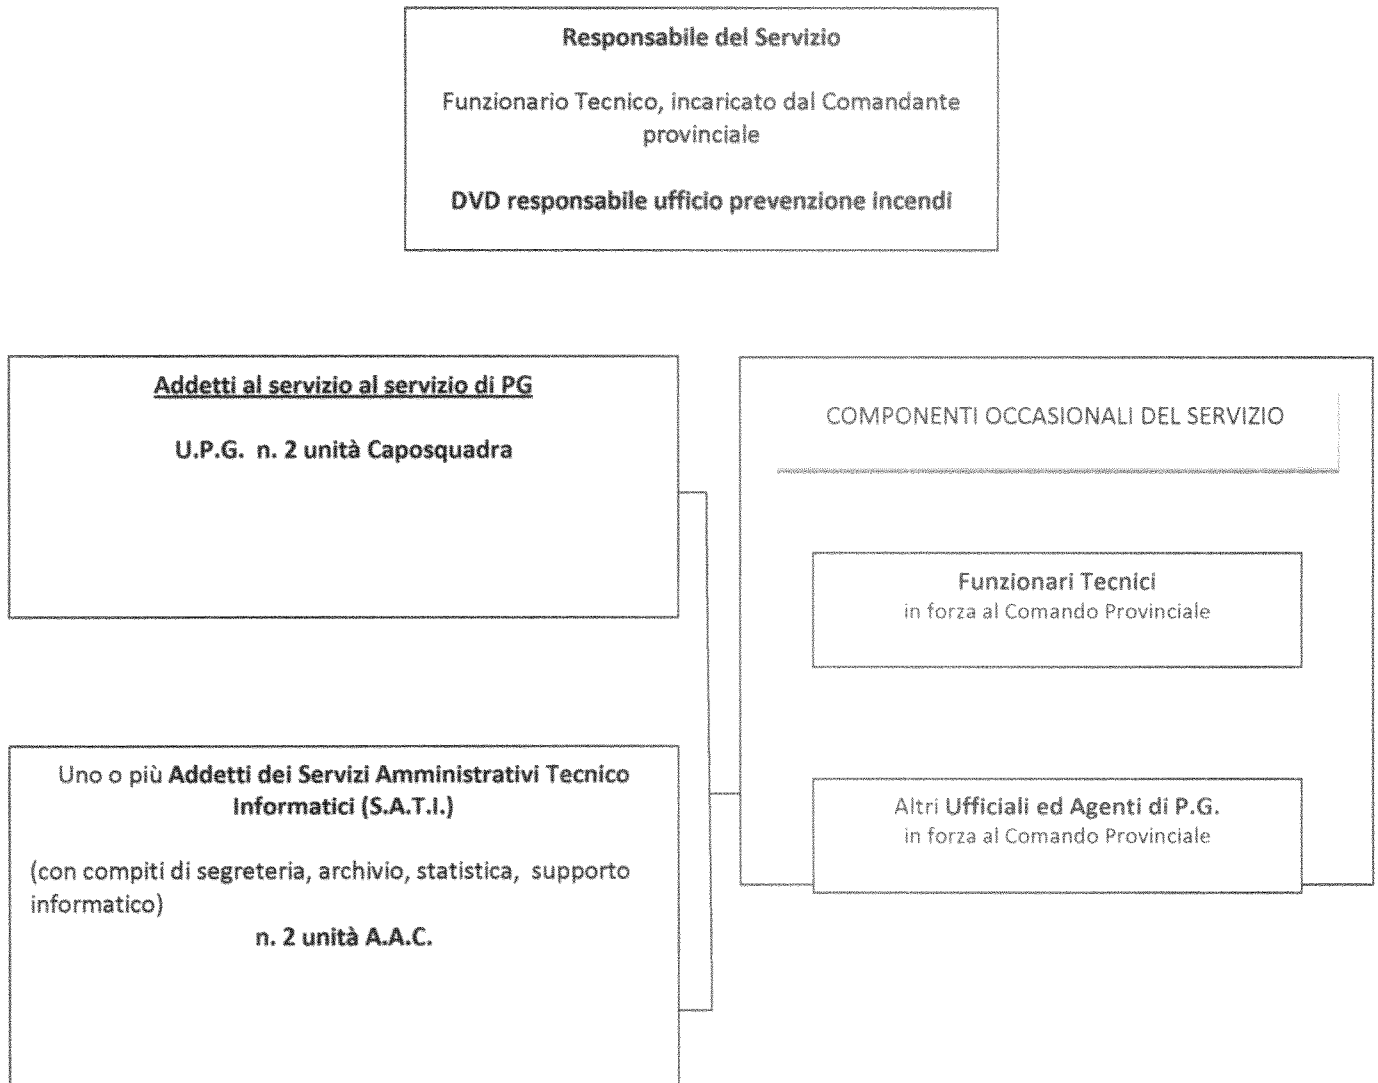 Responsabile del Servizio
Funzionario Tecnico, incaricato dal Comandante
provinciale
DVD responsabile ufficio prevenzione incendi
Addetti al servizio al servizio di PG
U.P.G. n. 2 unità Caposquadra
Uno o più Addetti dei Servizi Amministrativi Tecnico
Informatici (S.A.T.I.)
(con compiti di segreteria, archivio, statistica, supporto
informatico)
n. 2 unità A.A.C.
COMPONENTI OCCASIONALI DEL SERVIZIO
Funzionari Tecnici
in forza al Comando Provinciale
Altri Ufficiali ed Agenti di P.G.
in forza al Comando Provinciale